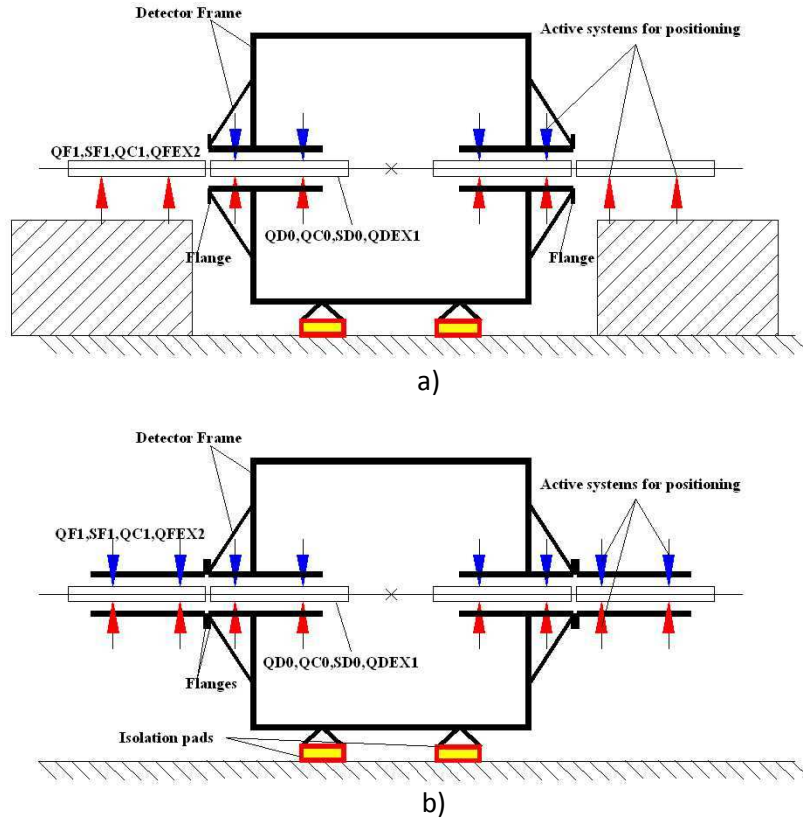 Detector Frame
Active systems for positioning
QF1,SF1,QC1,QFEX2
QD0,QC0,SD0,QDEX1
Flange
Flange
a)
Detector Frame
Active systems for positioning
QF1,SF1,QC1,QFEX2
QD0,QC0,SD0,QDEX1
Flanges
Isolation pads
b)